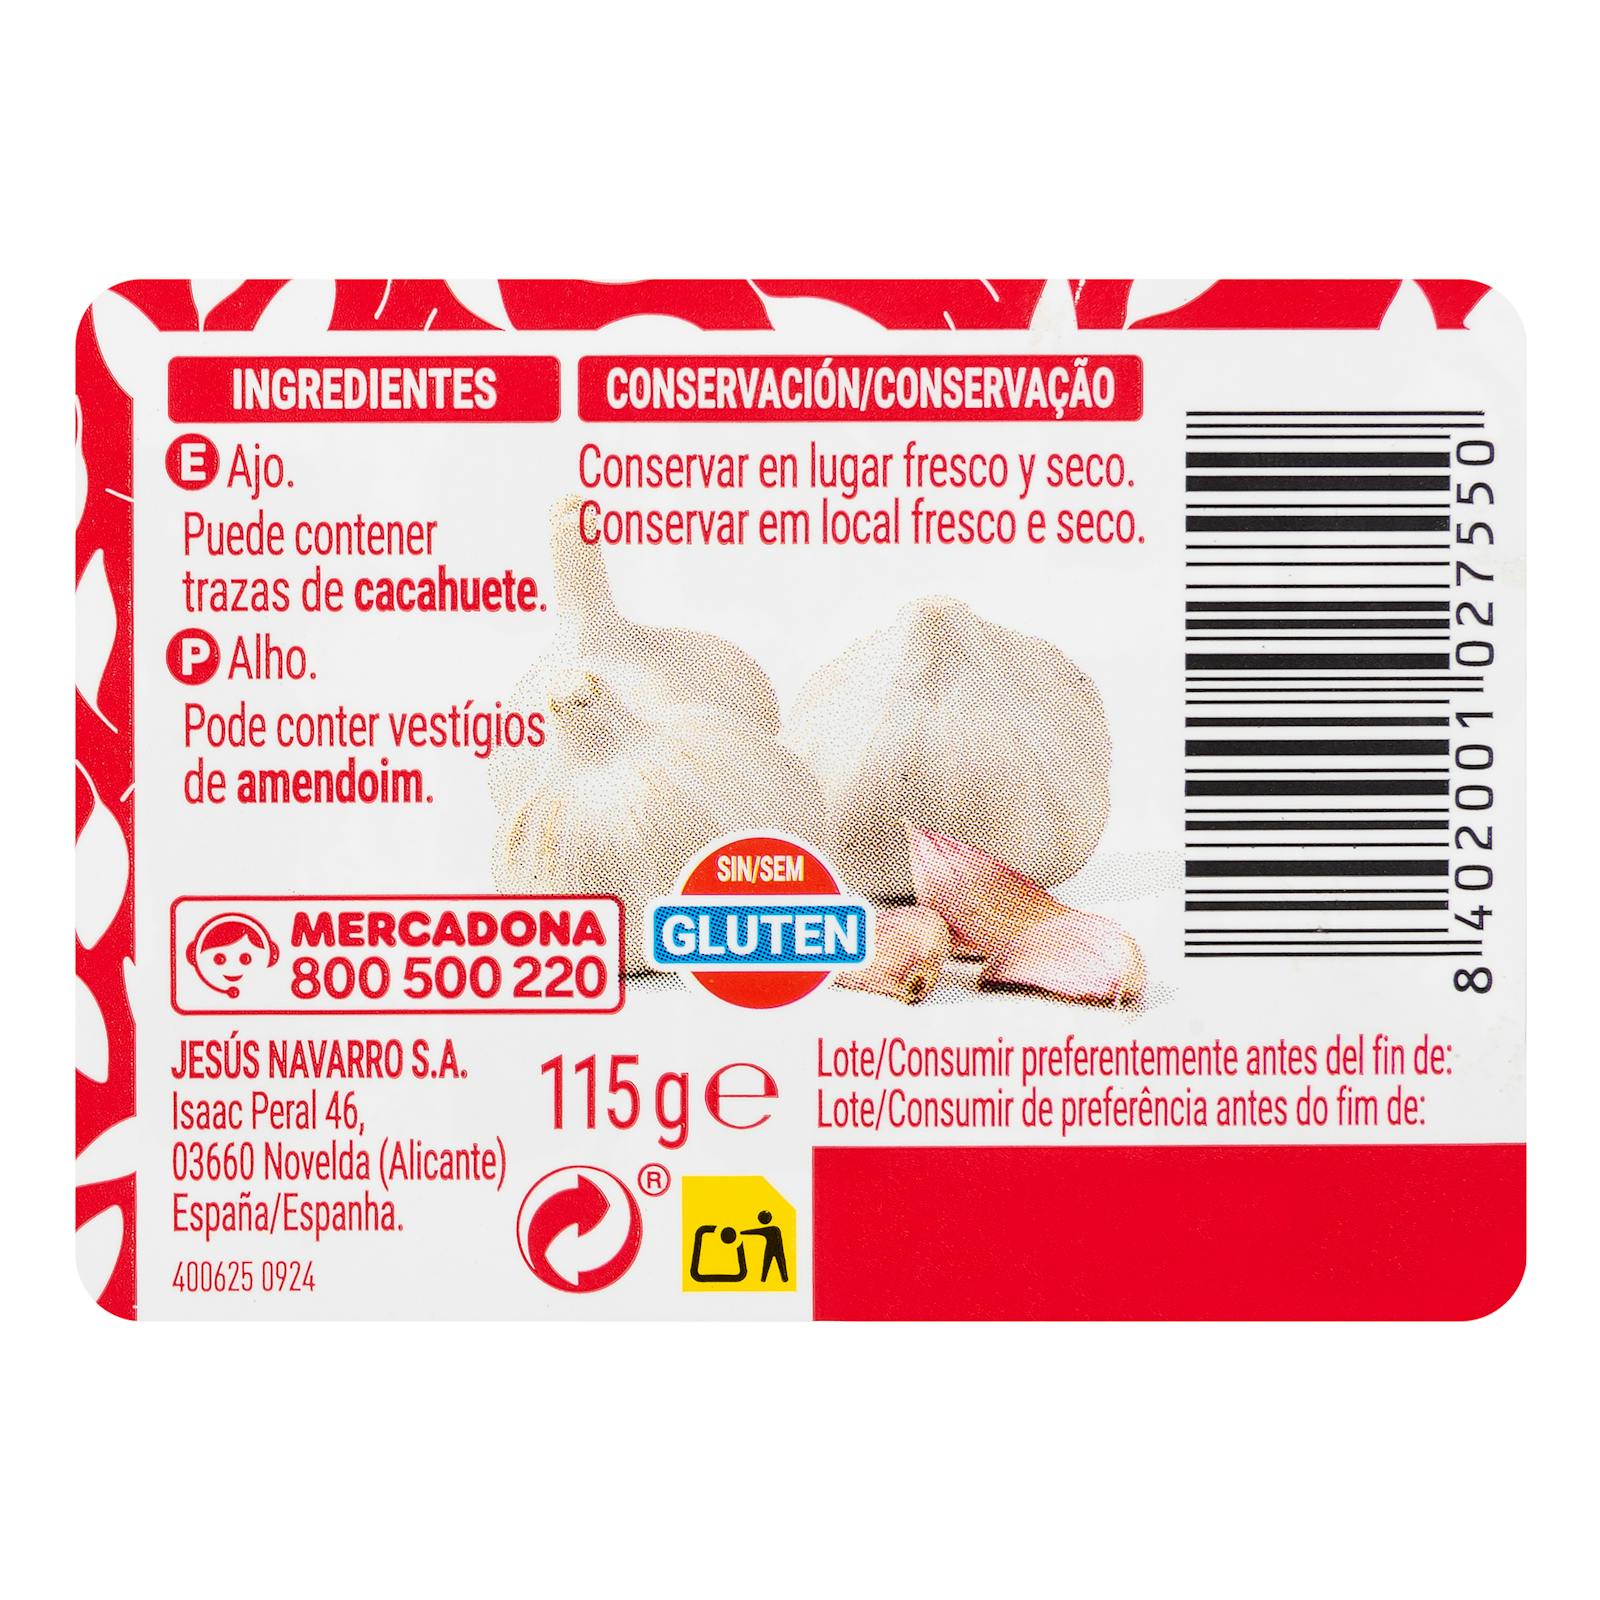 INGREDIENTES
E Ajo.
Puede contener
trazas de cacahuete.
P Alho.
Pode conter vestígios
de amendoim.
CONSERVACIÓN/CONSERVAÇÃO
Conservar en lugar fresco y seco.
Conservar em local fresco e seco.
8 402001 027550
MERCADONA
800 500 220
SIN/SEM
GLUTEN
JESÚS NAVARRO S.A.
Isaac Peral 46,
03660 Novelda (Alicante)
España/Espanha.
400625 0924
115 g e
®
Lote/Consumir preferentemente antes del fin de:
Lote/Consumir de preferência antes do fim de: